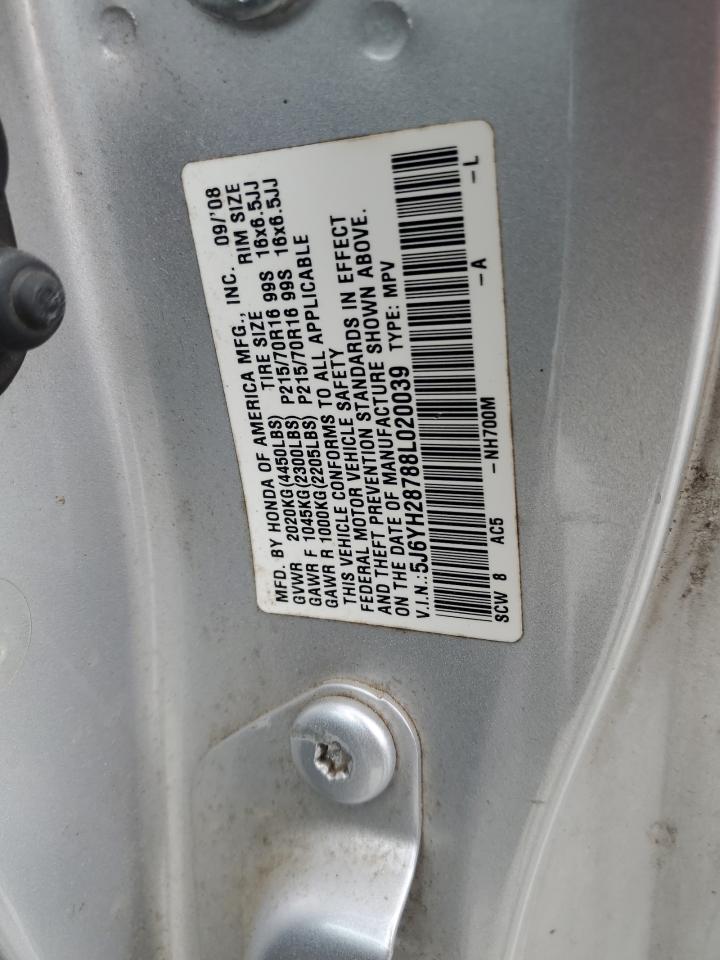 MFD. BY HONDA OF AMERICA MFG., INC. 09/'08
GVWR 2020KG(4450LBS) TIRE SIZE RIM SIZE
GAWR F 1045KG(2300LBS) P215/70R16 99S 16x6.5JJ
GAWR R 1000KG(2205LBS) P215/70R16 99S 16x6.5JJ
THIS VEHICLE CONFORMS TO ALL APPLICABLE
FEDERAL MOTOR VEHICLE SAFETY
AND THEFT PREVENTION STANDARDS IN EFFECT
ON THE DATE OF MANUFACTURE SHOWN ABOVE.
V.I.N.:5J6YH28788L020039 TYPE: MPV
SCW 8 AC5 -NH700M -A -L